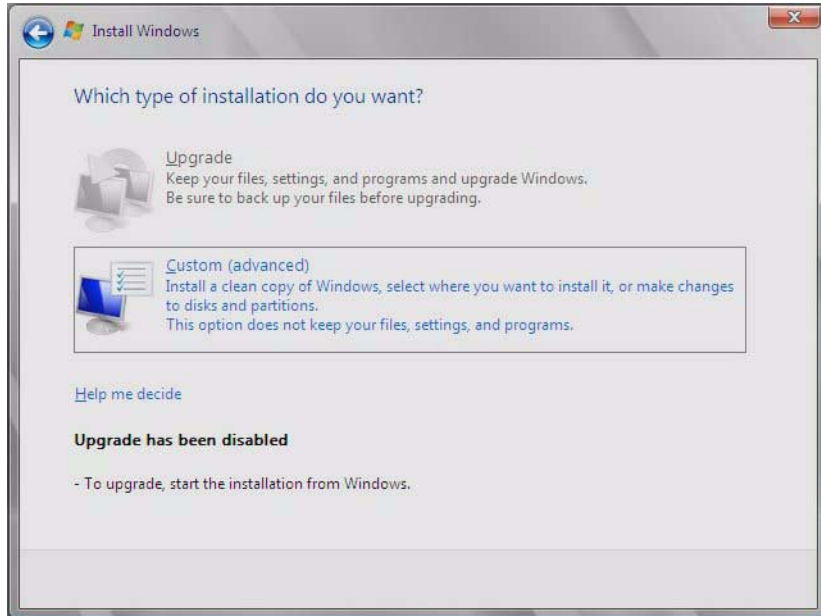 Install Windows
Which type of installation do you want?
Upgrade
Keep your files, settings, and programs and upgrade Windows.
Be sure to back up your files before upgrading.
Custom (advanced)
Install a clean copy of Windows, select where you want to install it, or make changes
to disks and partitions.
This option does not keep your files, settings, and programs.
Help me decide
Upgrade has been disabled
- To upgrade, start the installation from Windows.